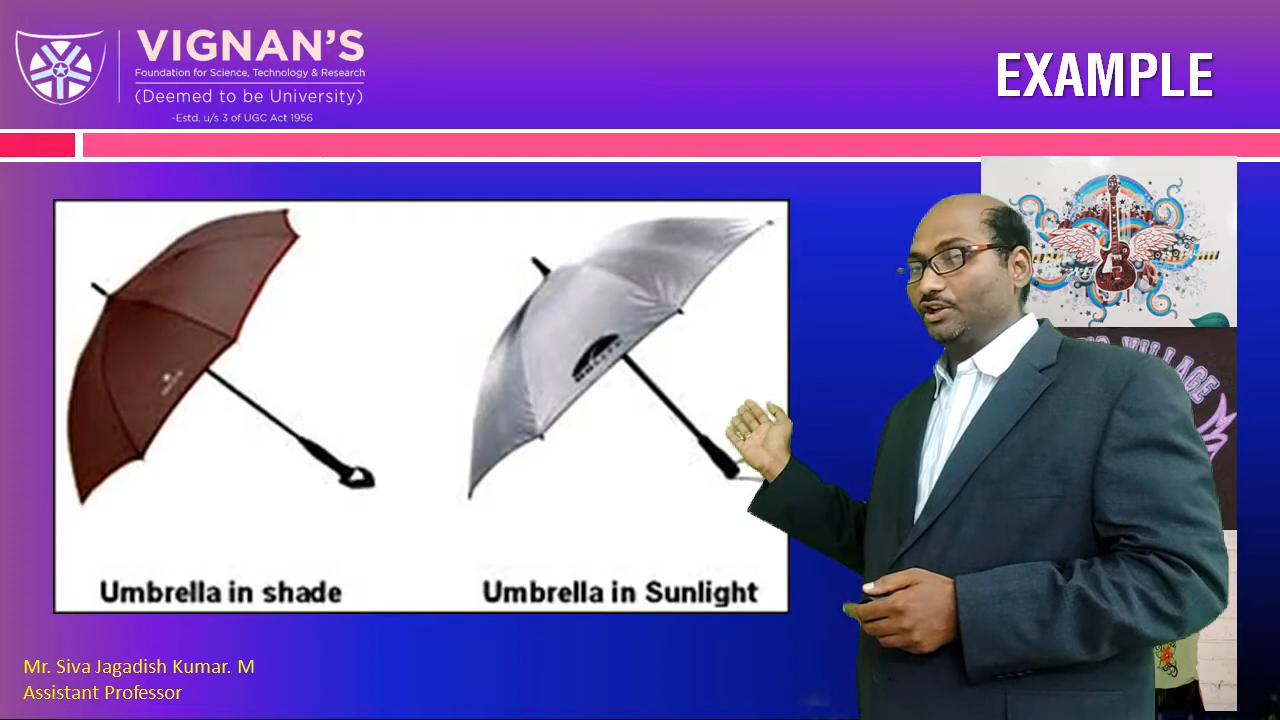 VIGNAN'S
Foundation for Science, Technology & Research
(Deemed to be University)
-Estd. u/s 3 of UGC Act 1956
EXAMPLE
VILLAGE
Umbrella in shade
Umbrella in Sunlight
Mr. Siva Jagadish Kumar. M
Assistant Professor